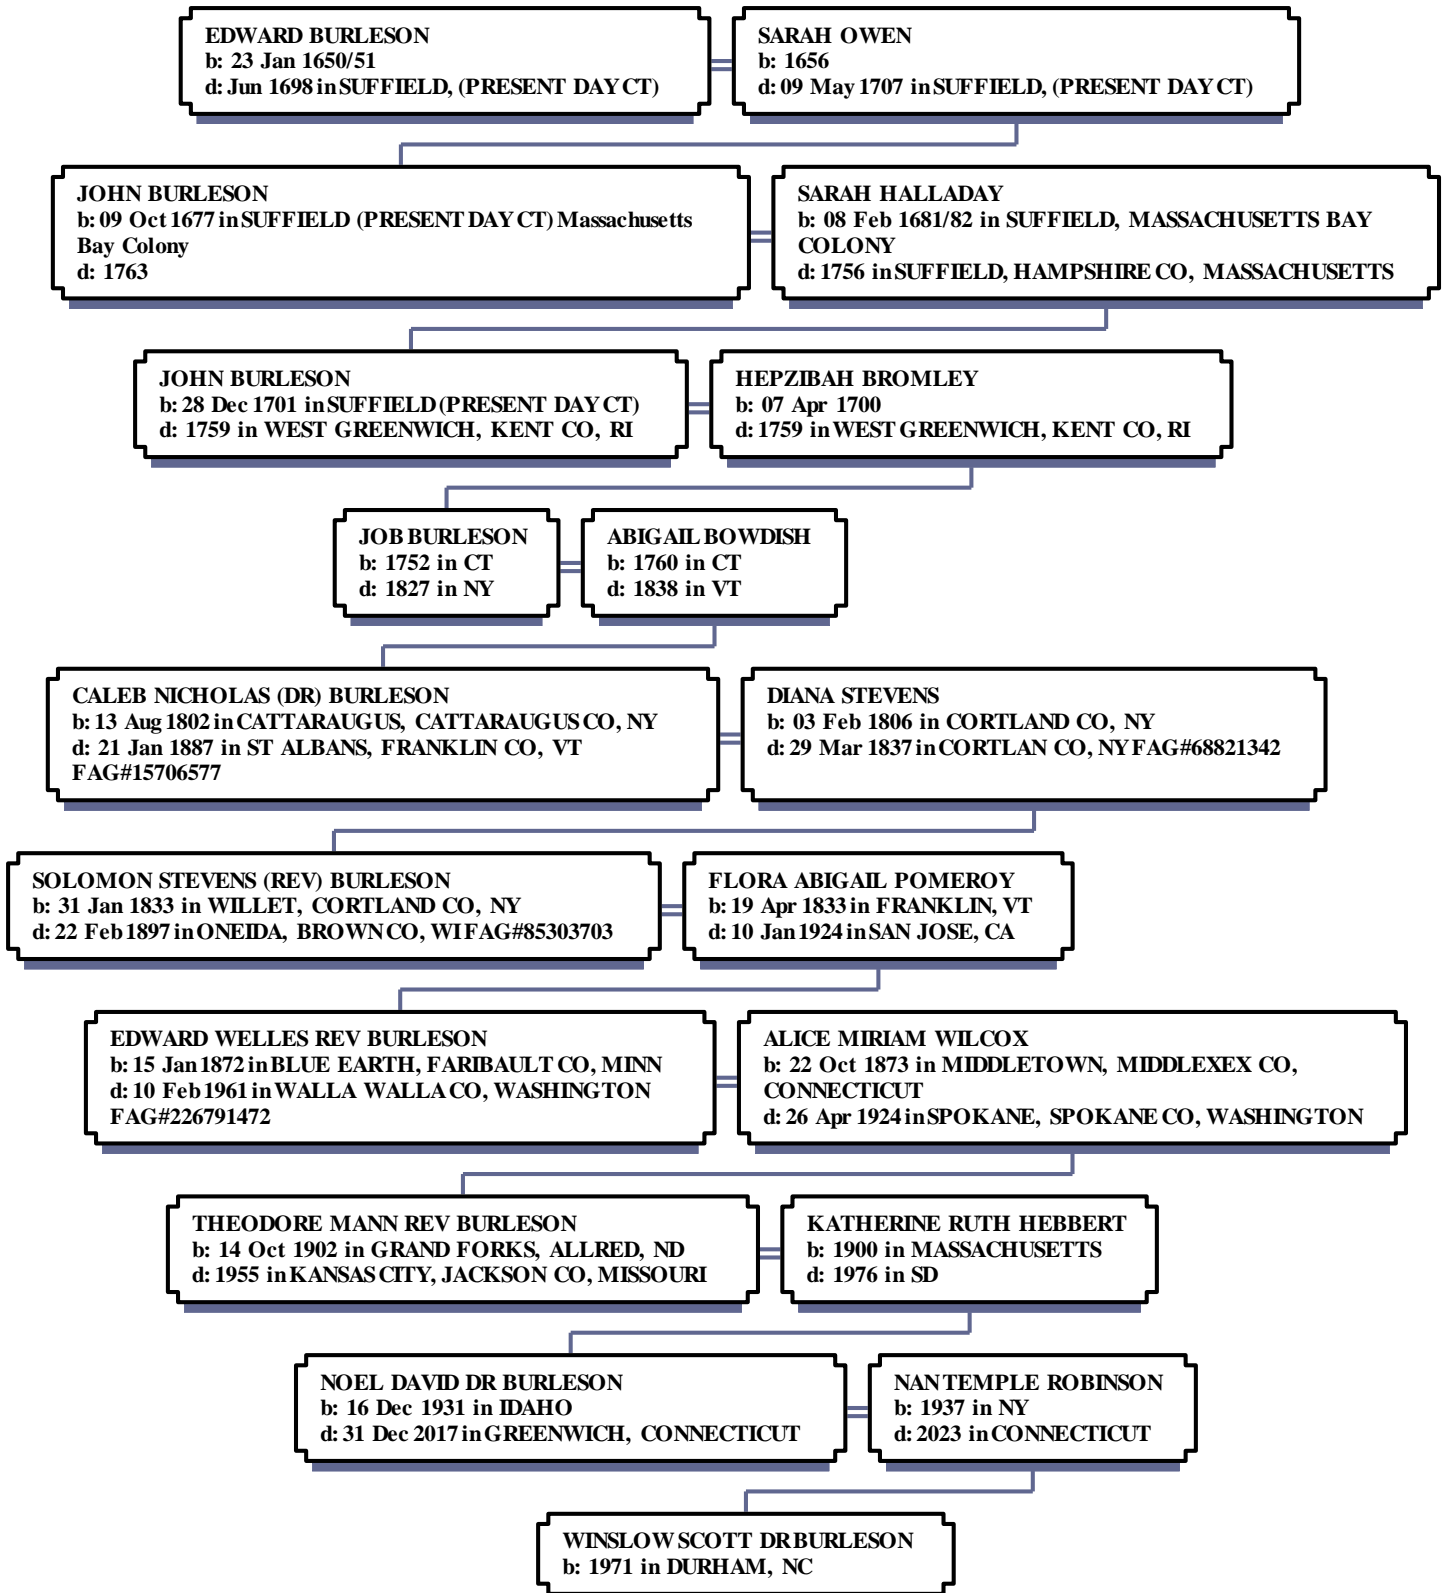 EDWARD BURLESON
b: 23 Jan 1650/51
d: Jun 1698 in SUFFIELD, (PRESENT DAY CT)
SARAH OWEN
b: 1656
d: 09 May 1707 in SUFFIELD, (PRESENT DAY CT)
JOHN BURLESON
b: 09 Oct 1677 in SUFFIELD (PRESENT DAY CT) Massachusetts
Bay Colony
d: 1763
SARAH HALLADAY
b: 08 Feb 1681/82 in SUFFIELD, MASSACHUSETTS BAY
COLONY
d: 1756 in SUFFIELD, HAMPSHIRE CO, MASSACHUSETTS
JOHN BURLESON
b: 28 Dec 1701 in SUFFIELD (PRESENT DAY CT)
d: 1759 in WEST GREENWICH, KENT CO, RI
HEPZIBAH BROMLEY
b: 07 Apr 1700
d: 1759 in WEST GREENWICH, KENT CO, RI
JOB BURLESON
b: 1752 in CT
d: 1827 in NY
ABIGAIL BOWDISH
b: 1760 in CT
d: 1838 in VT
CALEB NICHOLAS (DR) BURLESON
b: 13 Aug 1802 in CATTARAUGUS, CATTARAUGUS CO, NY
d: 21 Jan 1887 in ST ALBANS, FRANKLIN CO, VT
FAG#15706577
DIANA STEVENS
b: 03 Feb 1806 in CORTLAND CO, NY
d: 29 Mar 1837 in CORTLAN CO, NY FAG#68821342
SOLOMON STEVENS (REV) BURLESON
b: 31 Jan 1833 in WILLET, CORTLAND CO, NY
d: 22 Feb 1897 in ONEIDA, BROWN CO, WI FAG#85303703
FLORA ABIGAIL POMEROY
b: 19 Apr 1833 in FRANKLIN, VT
d: 10 Jan 1924 in SAN JOSE, CA
EDWARD WELLES REV BURLESON
b: 15 Jan 1872 in BLUE EARTH, FARIBAULT CO, MINN
d: 10 Feb 1961 in WALLA WALLA CO, WASHINGTON
FAG#226791472
ALICE MIRIAM WILCOX
b: 22 Oct 1873 in MIDDLETOWN, MIDDLEXEX CO,
CONNECTICUT
d: 26 Apr 1924 in SPOKANE, SPOKANE CO, WASHINGTON
THEODORE MANN REV BURLESON
b: 14 Oct 1902 in GRAND FORKS, ALLRED, ND
d: 1955 in KANSAS CITY, JACKSON CO, MISSOURI
KATHERINE RUTH HEBBERT
b: 1900 in MASSACHUSETTS
d: 1976 in SD
NOEL DAVID DR BURLESON
b: 16 Dec 1931 in IDAHO
d: 31 Dec 2017 in GREENWICH, CONNECTICUT
NAN TEMPLE ROBINSON
b: 1937 in NY
d: 2023 in CONNECTICUT
WINSLOW SCOTT DR BURLESON
b: 1971 in DURHAM, NC